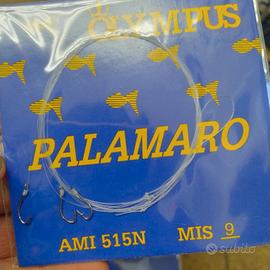 OLYMPUS
PALAMARO
AMI 515N MIS 9
subito